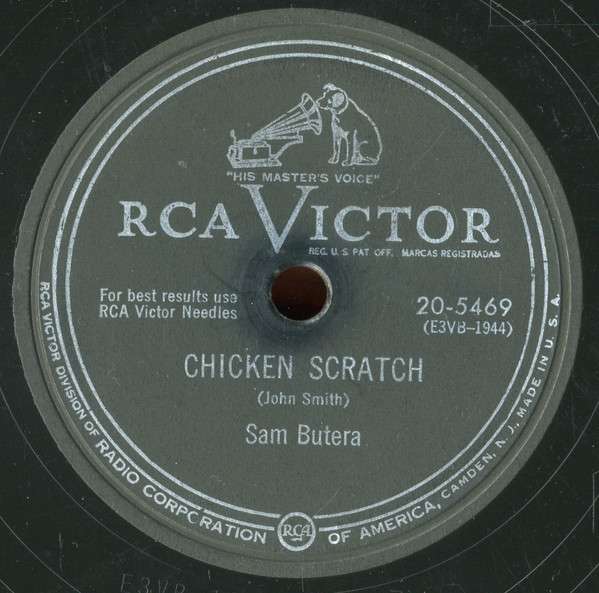 "HIS MASTER'S VOICE"
RCA VICTOR
REG. U.S. PAT. OFF. MARCAS REGISTRADAS
For best results use
RCA Victor Needles
20-5469
(E3VB-1944)
CHICKEN SCRATCH
(John Smith)
Sam Butera
RCA VICTOR DIVISION OF RADIO CORPORATION OF AMERICA, CAMDEN, N. J., MADE IN U. S. A.
RCA
E3VB